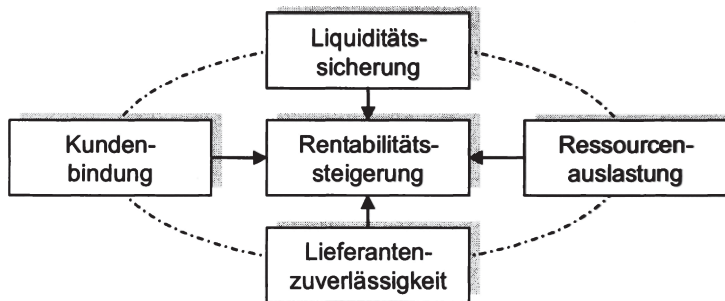 Liquiditäts-
sicherung
Kunden-
bindung
Rentabilitäts-
steigerung
Ressourcen-
auslastung
Lieferanten-
zuverlässigkeit